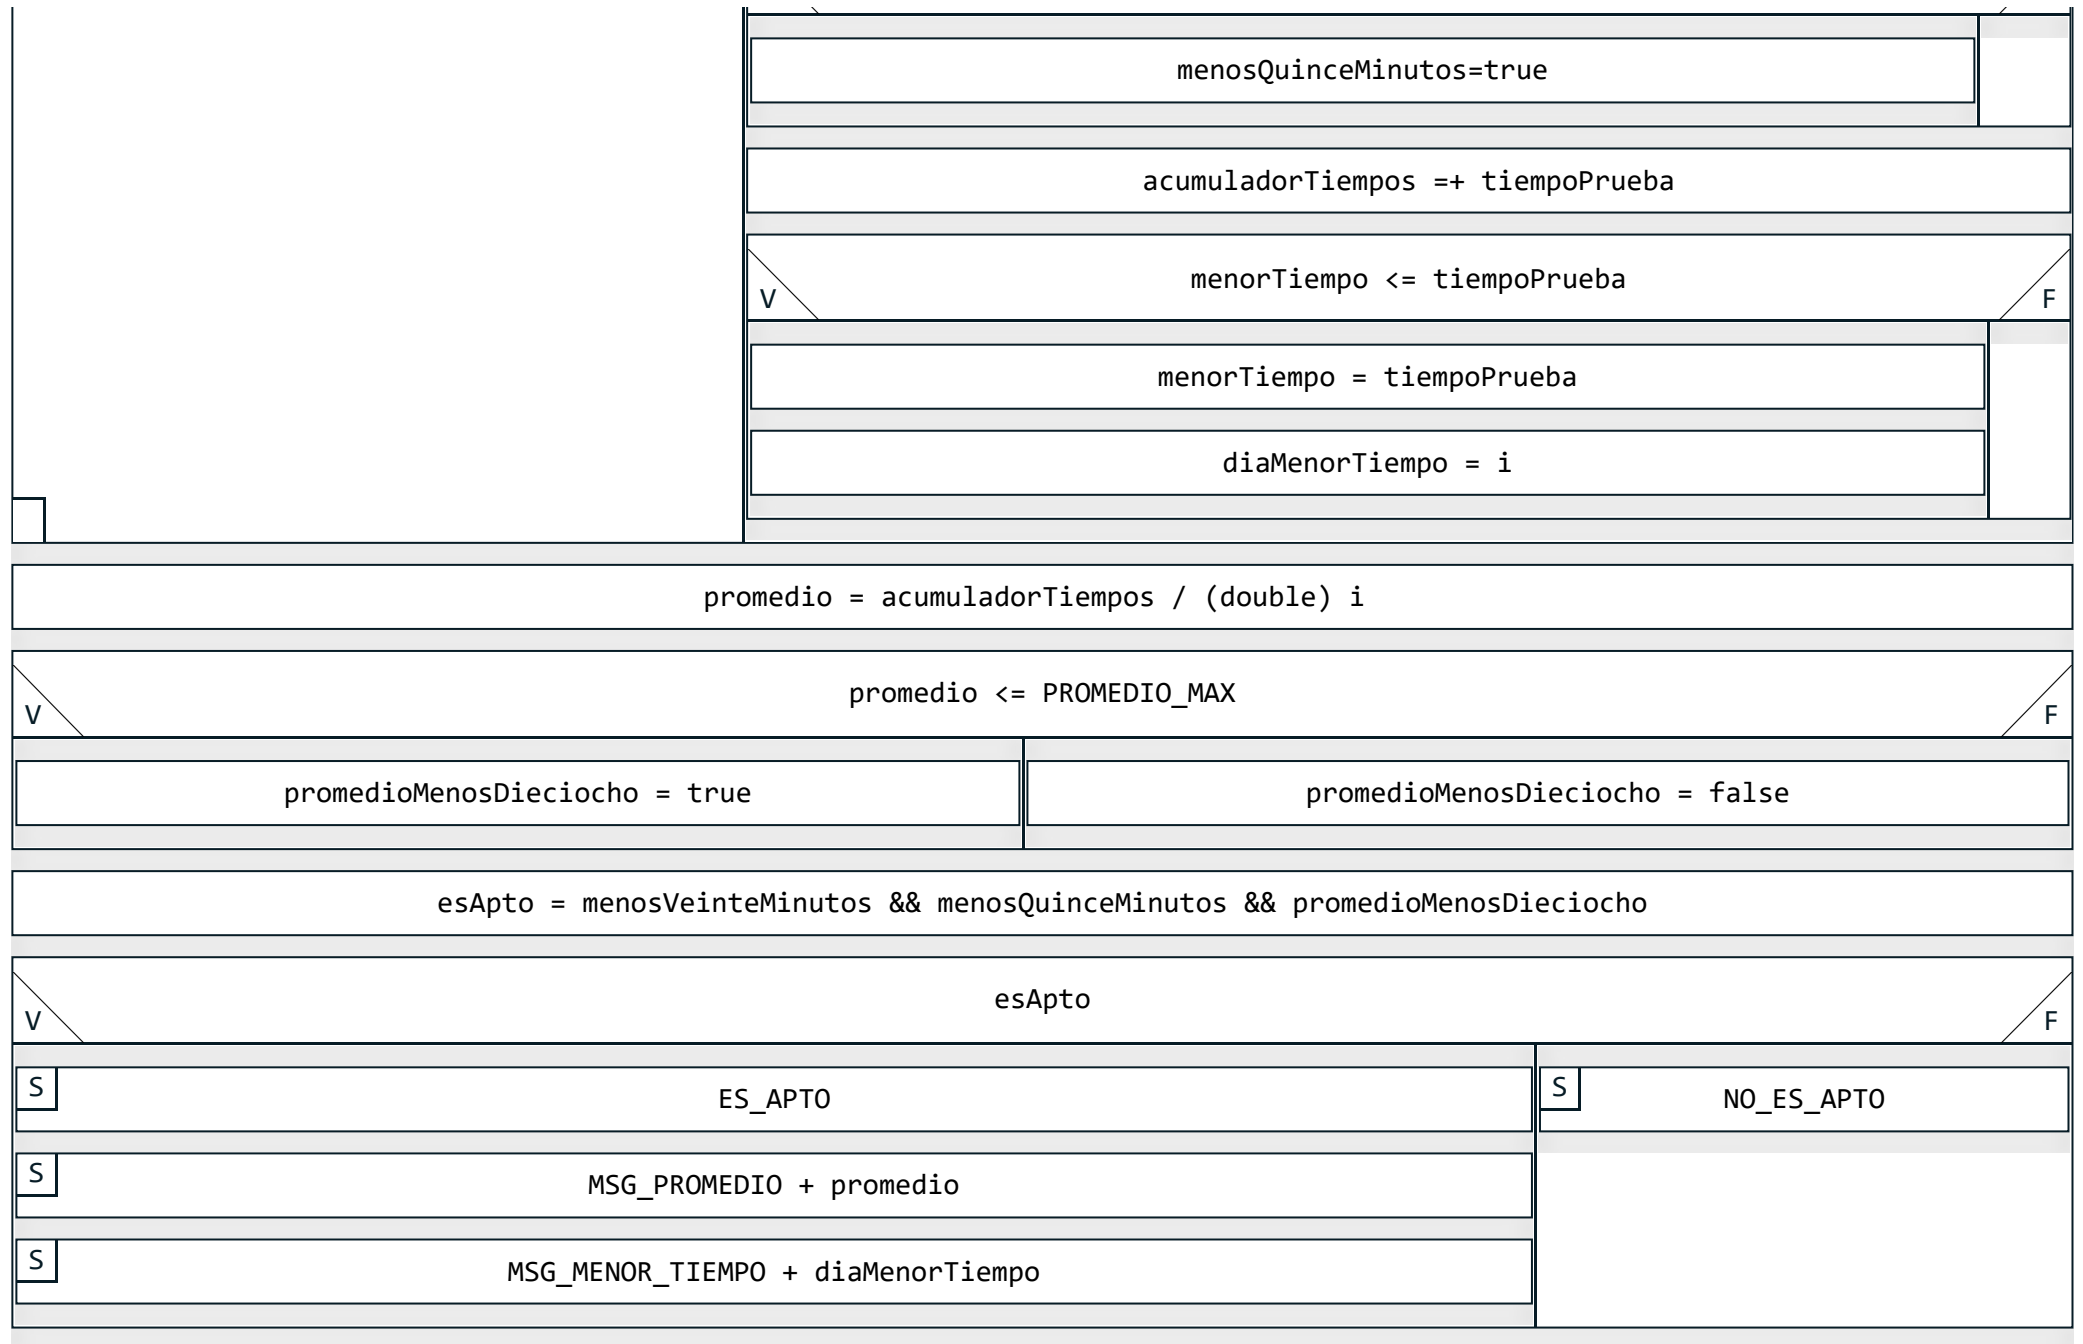 menosQuinceMinutos=true
acumuladorTiempos =+ tiempoPrueba
menorTiempo <= tiempoPrueba
V
F
menorTiempo = tiempoPrueba
diaMenorTiempo = i
promedio = acumuladorTiempos / (double) i
promedio <= PROMEDIO_MAX
V
F
promedioMenosDieciocho = true
promedioMenosDieciocho = false
esApto = menosVeinteMinutos && menosQuinceMinutos && promedioMenosDieciocho
esApto
V
F
S
ES_APTO
S
NO_ES_APTO
S
MSG_PROMEDIO + promedio
S
MSG_MENOR_TIEMPO + diaMenorTiempo